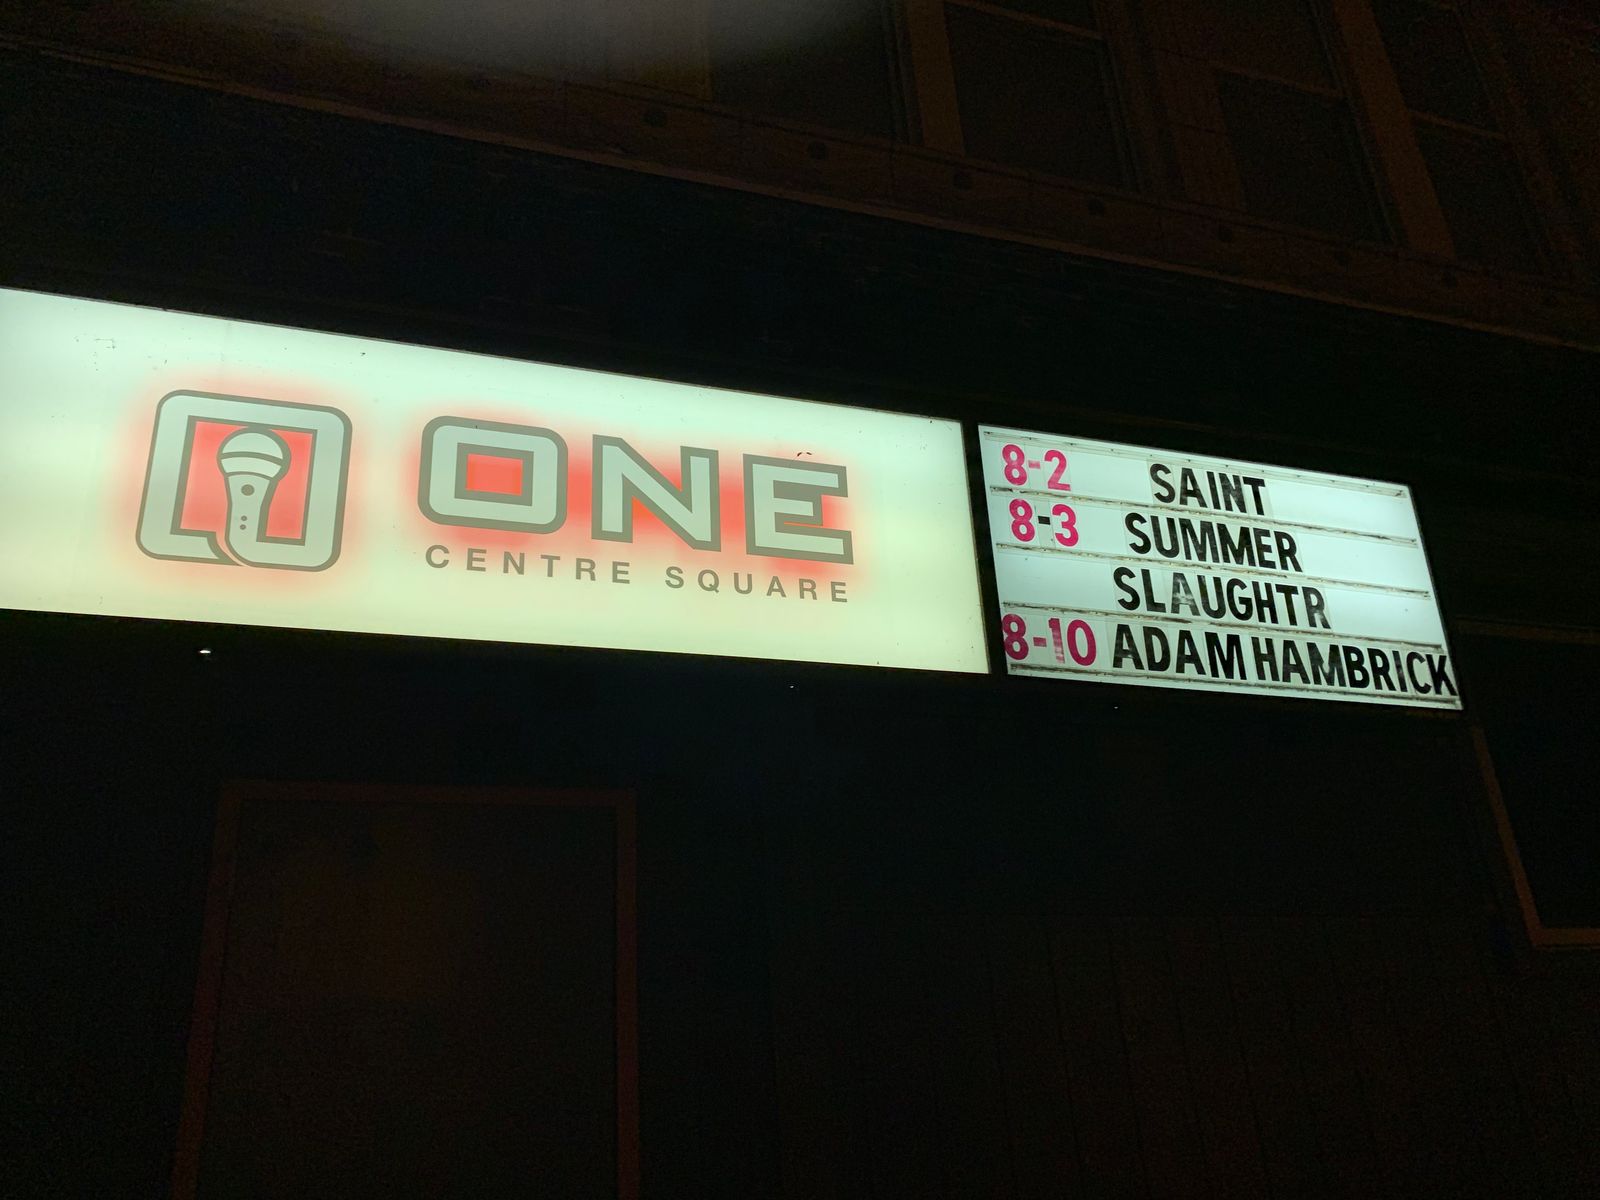 ONE
CENTRE SQUARE
8-2 SAINT
8-3 SUMMER
SLAUGHTR
8-10 ADAM HAMBRICK